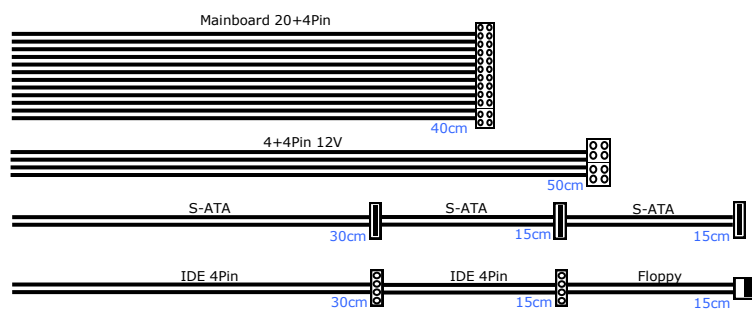 Mainboard 20+4Pin
40cm
4+4Pin 12V
50cm
S-ATA S-ATA S-ATA
30cm 15cm 15cm
IDE 4Pin IDE 4Pin Floppy
30cm 15cm 15cm